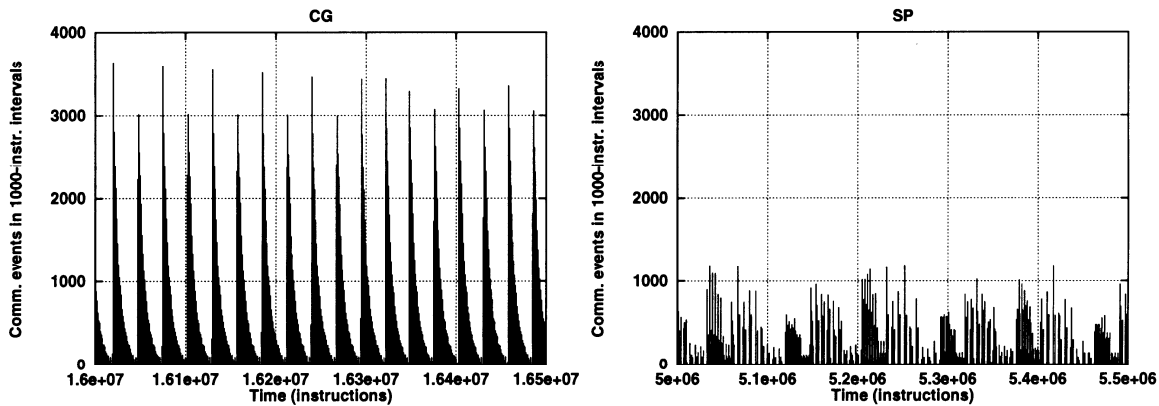 CG
Comm. events in 1000-instr. intervals
4000
3000
2000
1000
0
1.6e+07 1.61e+07 1.62e+07 1.63e+07 1.64e+07 1.65e+07
Time (instructions)
SP
Comm. events in 1000-instr. intervals
4000
3000
2000
1000
0
5e+06 5.1e+06 5.2e+06 5.3e+06 5.4e+06 5.5e+06
Time (instructions)